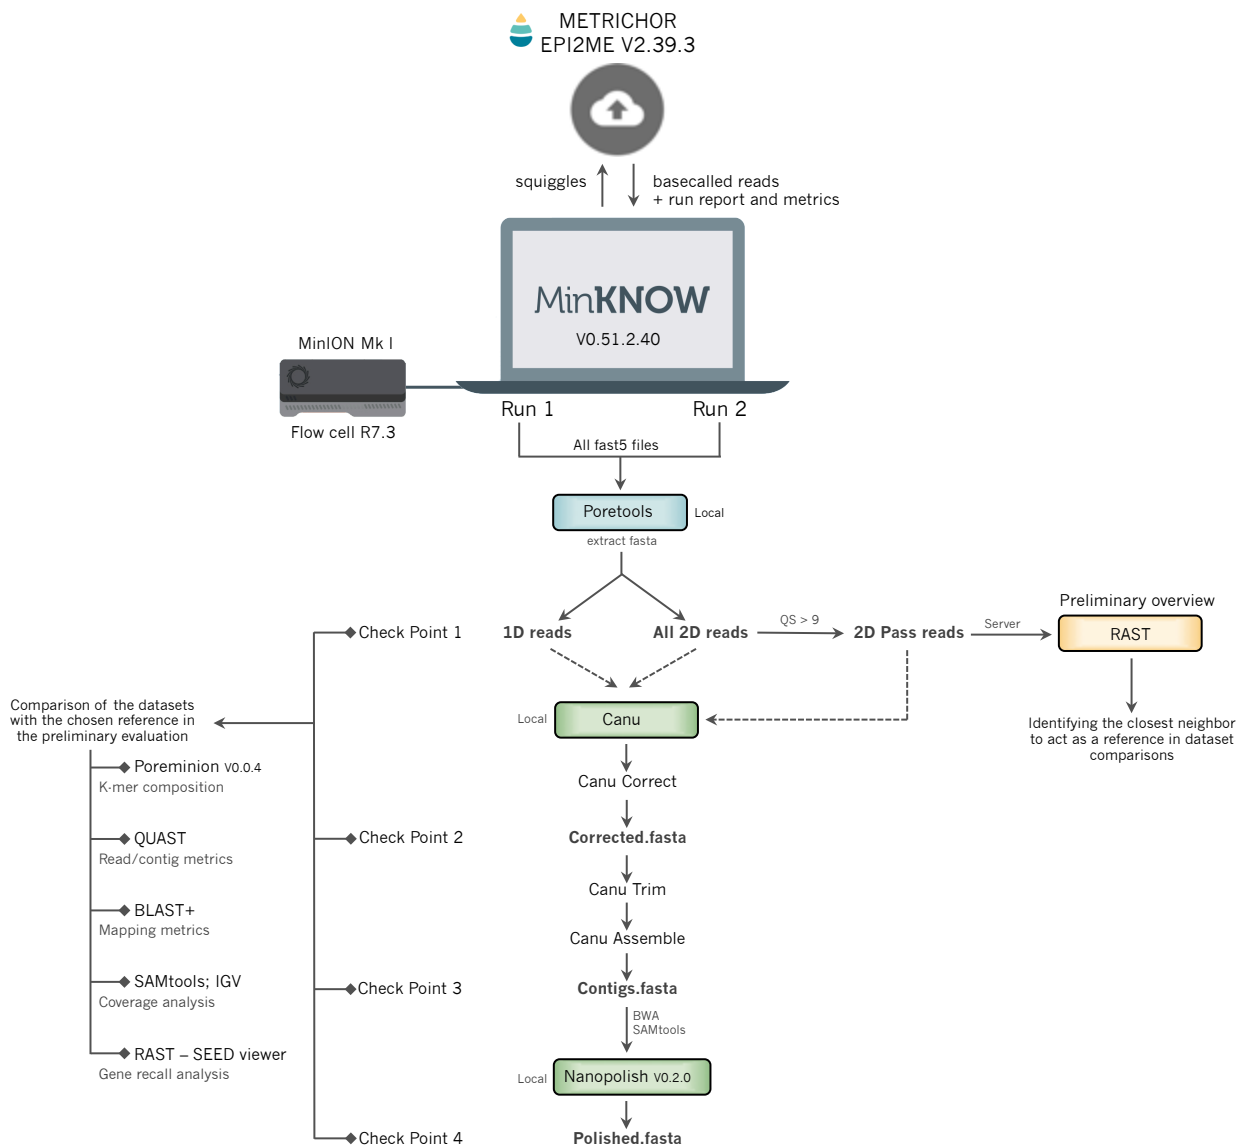 METRICHOR
EPI2ME V2.39.3
squiggles
basecalled reads
+ run report and metrics
MinKNOW
V0.51.2.40
MinION Mk I
Flow cell R7.3
Run 1
Run 2
All fast5 files
Poretools
Local
extract fasta
Check Point 1
1D reads
All 2D reads
QS > 9
2D Pass reads
Server
Preliminary overview
RAST
Identifying the closest neighbor
to act as a reference in dataset
comparisons
Local
Canu
Comparison of the datasets
with the chosen reference in
the preliminary evaluation
Poreminion V0.0.4
K-mer composition
QUAST
Read/contig metrics
BLAST+
Mapping metrics
SAMtools; IGV
Coverage analysis
RAST – SEED viewer
Gene recall analysis
Canu Correct
Check Point 2
Corrected.fasta
Canu Trim
Canu Assemble
Check Point 3
Contigs.fasta
BWA
SAMtools
Local
Nanopolish V0.2.0
Check Point 4
Polished.fasta